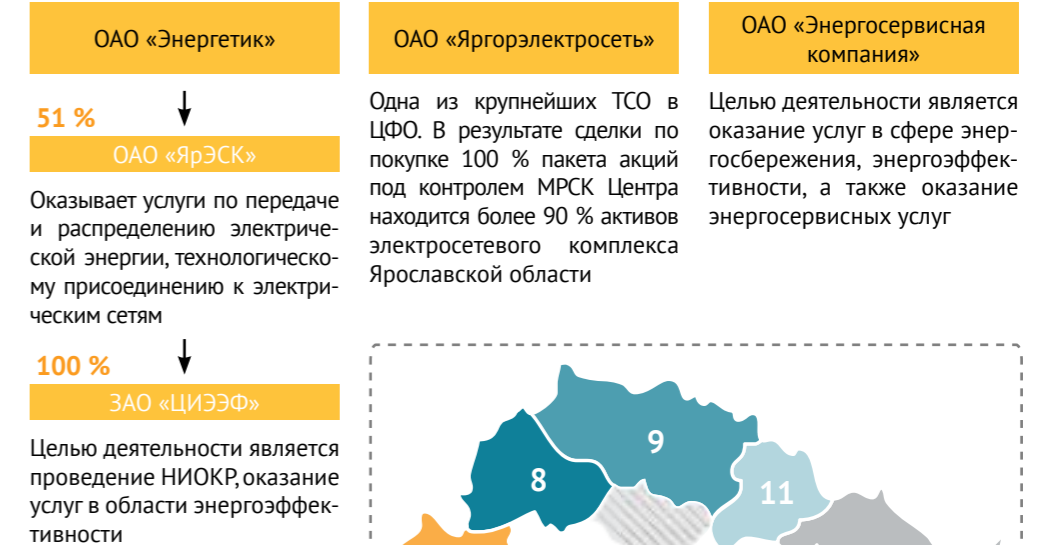 ОАО «Энергетик»
51 %
ОАО «ЯрЭСК»
Оказывает услуги по передаче
и распределению электриче-
ской энергии, технологическо-
му присоединению к электри-
ческим сетям
100 %
ЗАО «ЦИЭЭФ»
Целью деятельности является
проведение НИОКР, оказание
услуг в области энергоэффек-
тивности
ОАО «Яргорэлектросеть»
Одна из крупнейших ТСО в
ЦФО. В результате сделки по
покупке 100 % пакета акций
под контролем МРСК Центра
находится более 90 % активов
электросетевого комплекса
Ярославской области
ОАО «Энергосервисная
компания»
Целью деятельности является
оказание услуг в сфере энер-
госбережения, энергоэффек-
тивности, а также оказание
энергосервисных услуг
9
8
11